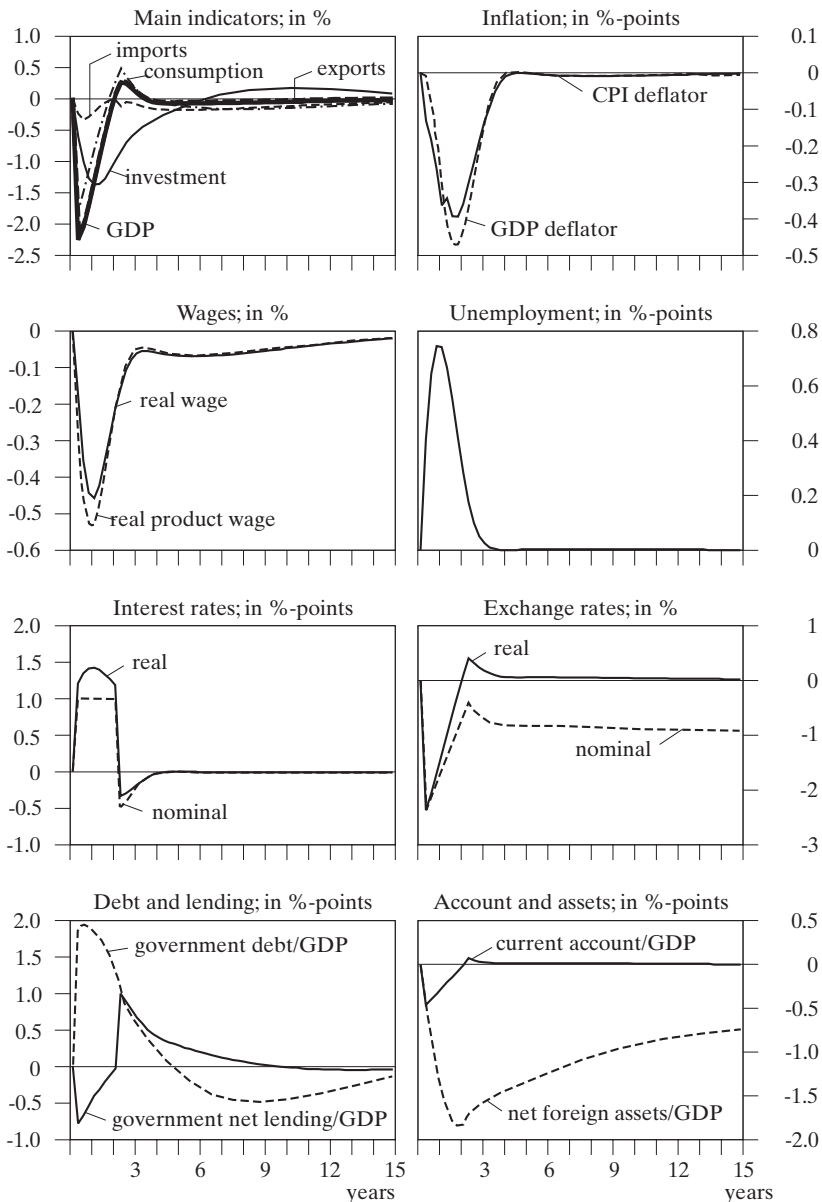 Main indicators; in %
Inflation; in %-points
1.0
0.5
0
-0.5
-1.0
-1.5
-2.0
-2.5
imports
consumption
exports
investment
GDP
0.1
0
-0.1
-0.2
-0.3
-0.4
-0.5
CPI deflator
GDP deflator
Wages; in %
Unemployment; in %-points
0
-0.1
-0.2
-0.3
-0.4
-0.5
-0.6
real wage
real product wage
0.8
0.6
0.4
0.2
0
Interest rates; in %-points
Exchange rates; in %
2.0
1.5
1.0
0.5
0
-0.5
-1.0
real
nominal
1
0
-1
-2
-3
real
nominal
Debt and lending; in %-points
Account and assets; in %-points
2.0
1.5
1.0
0.5
0
-0.5
-1.0
government debt/GDP
government net lending/GDP
0.5
0
-0.5
-1.0
-1.5
-2.0
current account/GDP
net foreign assets/GDP
3 6 9 12 15
years
3 6 9 12 15
years